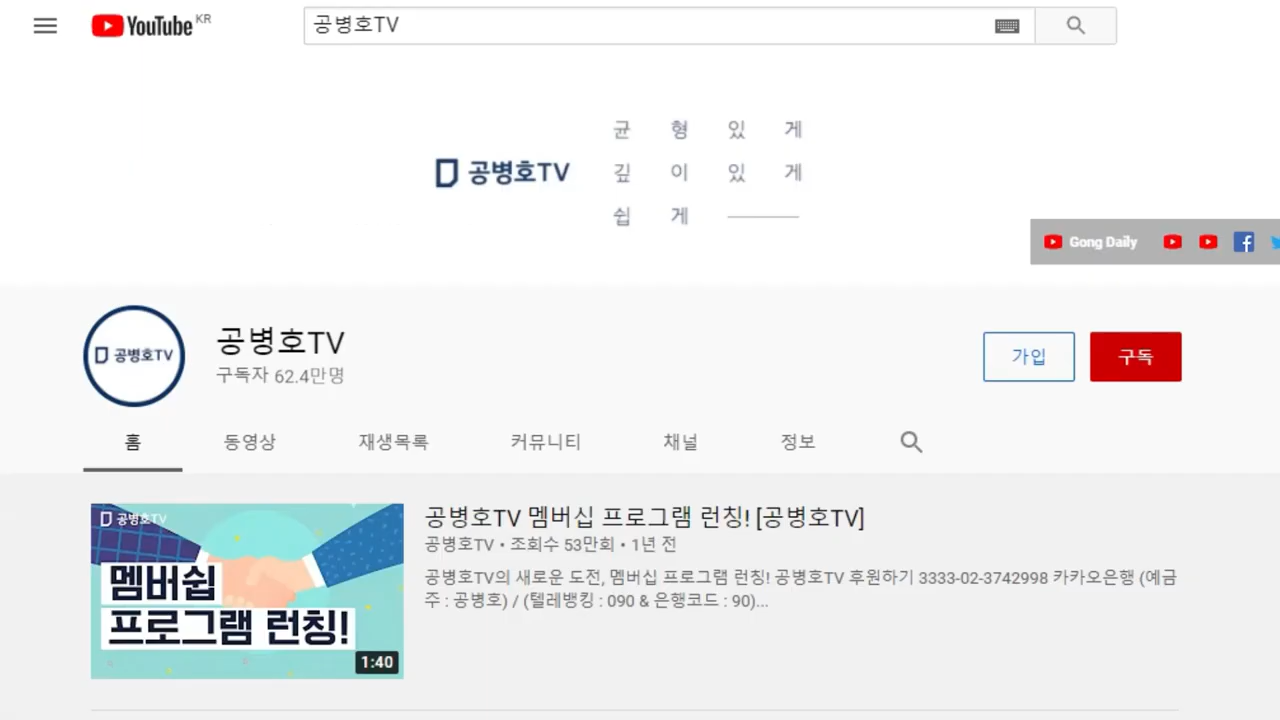 YouTube KR
공병호TV
공병호TV
균 형 있 게
깊 이 있 게
쉽 게
Gong Daily
공병호TV
공병호TV
구독자 62.4만명
가입
구독
홈
동영상
재생목록
커뮤니티
채널
정보
공병호TV
멤버쉽
프로그램 런칭!
1:40
공병호TV 멤버십 프로그램 런칭! [공병호TV]
공병호TV • 조회수 53만회 • 1년 전
공병호TV의 새로운 도전, 멤버십 프로그램 런칭! 공병호TV 후원하기 3333-02-3742998 카카오은행 (예금
주 : 공병호) / (텔레뱅킹 : 090 & 은행코드 : 90)...